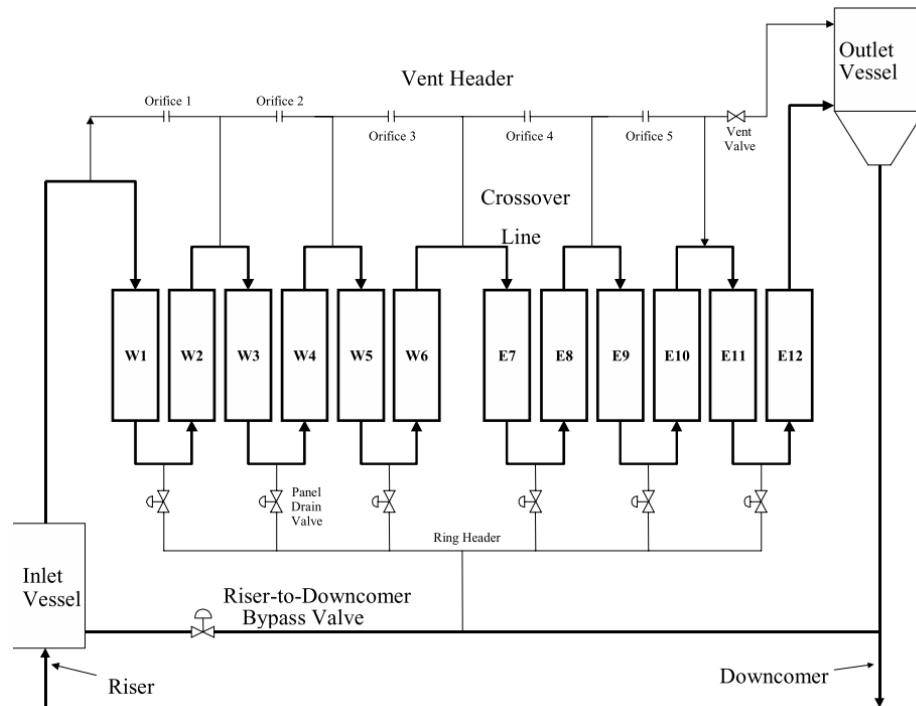 Outlet
Vessel
Vent Header
Orifice 1
Orifice 2
Orifice 3
Orifice 4
Orifice 5
Vent
Valve
Crossover
Line
W1
W2
W3
W4
W5
W6
E7
E8
E9
E10
E11
E12
Panel
Drain
Valve
Ring Header
Inlet
Vessel
Riser-to-Downcomer
Bypass Valve
Riser
Downcomer